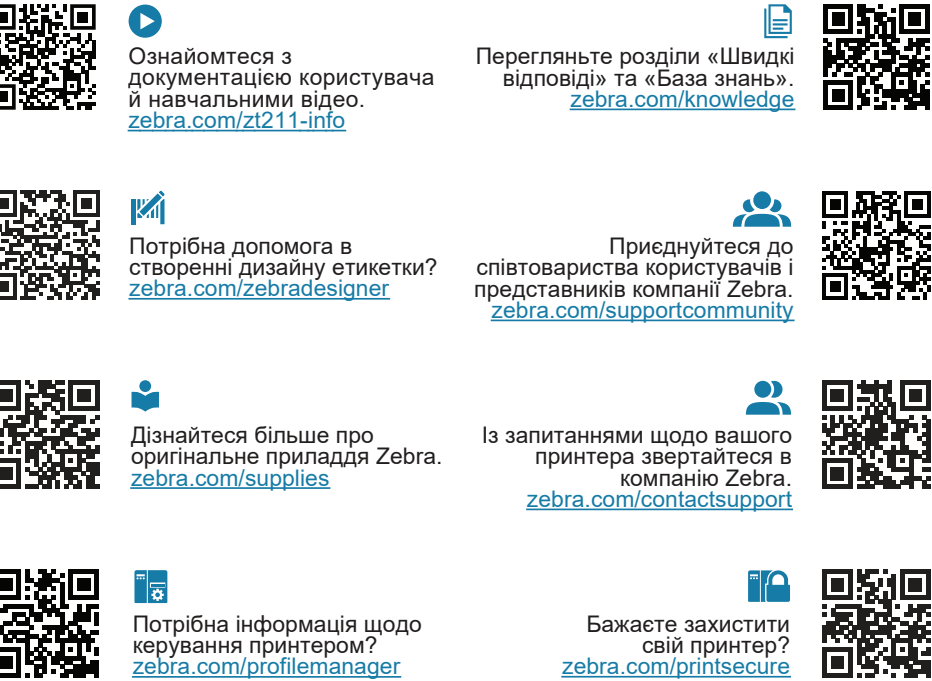 Ознайомтеся з
документацією користувача
й навчальними відео.
zebra.com/zt211-info
Перегляньте розділи «Швидкі
відповіді» та «База знань».
zebra.com/knowledge
Потрібна допомога в
створенні дизайну етикетки?
zebra.com/zebradesigner
Приєднуйтеся до
співтовариства користувачів і
представників компанії Zebra.
zebra.com/supportcommunity
Дізнайтеся більше про
оригінальне приладдя Zebra.
zebra.com/supplies
Із запитаннями щодо вашого
принтера звертайтеся в
компанію Zebra.
zebra.com/contactsupport
Потрібна інформація щодо
керування принтером?
zebra.com/profilemanager
Бажаєте захистити
свій принтер?
zebra.com/printsecure